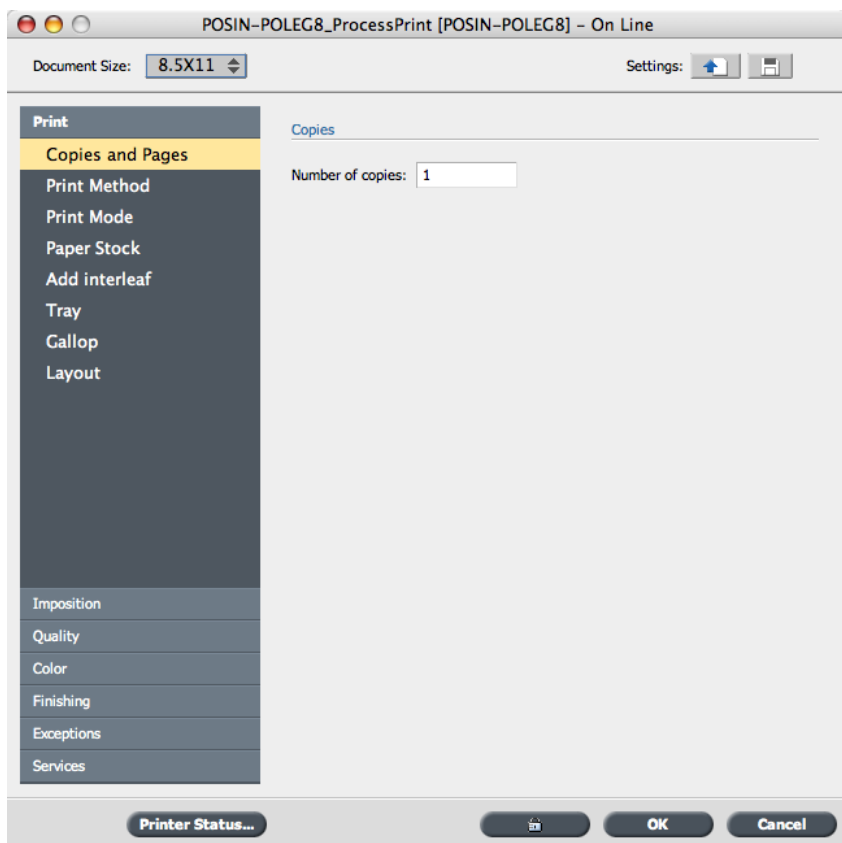 POSIN-POLEG8_ProcessPrint [POSIN-POLEG8] – On Line
Document Size: 8.5X11
Settings:
Print
Copies and Pages
Print Method
Print Mode
Paper Stock
Add interleaf
Tray
Gallop
Layout
Imposition
Quality
Color
Finishing
Exceptions
Services
Copies
Number of copies: 1
Printer Status...
OK
Cancel